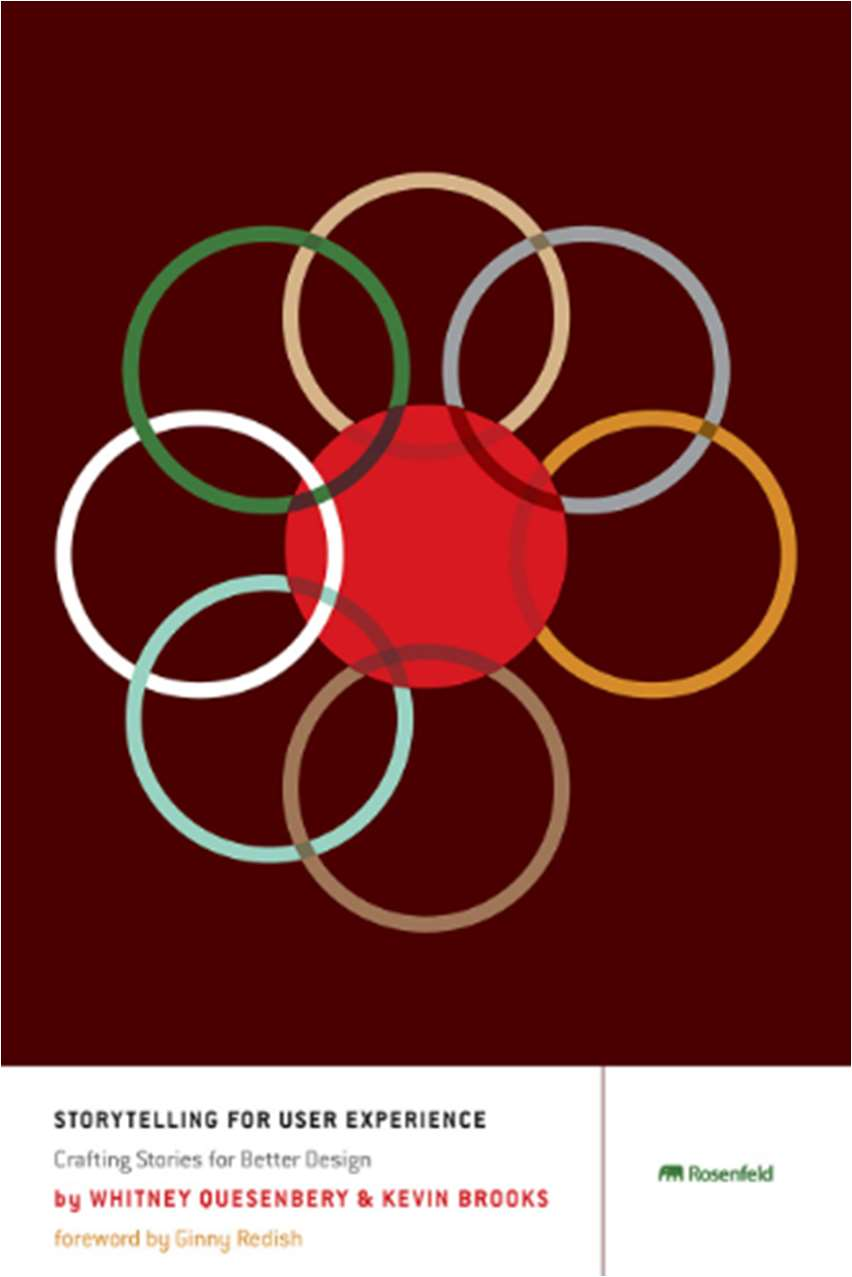 STORYTELLING FOR USER EXPERIENCE
Crafting Stories for Better Design
by WHITNEY QUESENBERY & KEVIN BROOKS
foreword by Ginny Redish
Rosenfeld